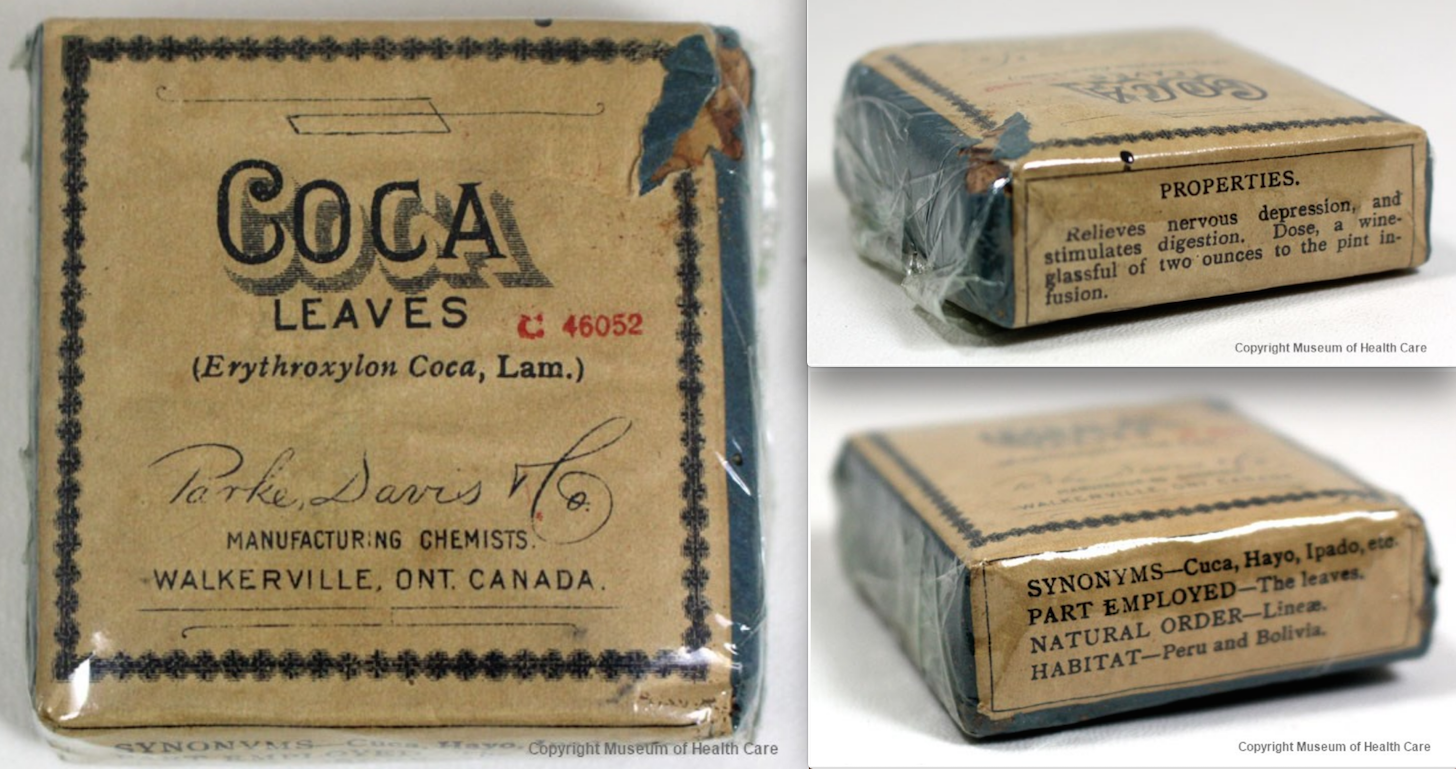 COCA
LEAVES
C 46052
(Erythroxylon Coca, Lam.)
Parke, Davis & Co.
MANUFACTURING CHEMISTS.
WALKERVILLE, ONT. CANADA.
SYNONYMS—Cuca, Hayo,
Copyright Museum of Health Care
COCA
PROPERTIES.
Relieves nervous depression, and
stimulates digestion. Dose, a wine-
glassful of two ounces to the pint in-
fusion.
Copyright Museum of Health Care
WALKERVILLE, ONT. CANADA
SYNONYMS—Cuca, Hayo, Ipado, etc.
PART EMPLOYED—The leaves.
NATURAL ORDER—Lineæ.
HABITAT—Peru and Bolivia.
Copyright Museum of Health Care